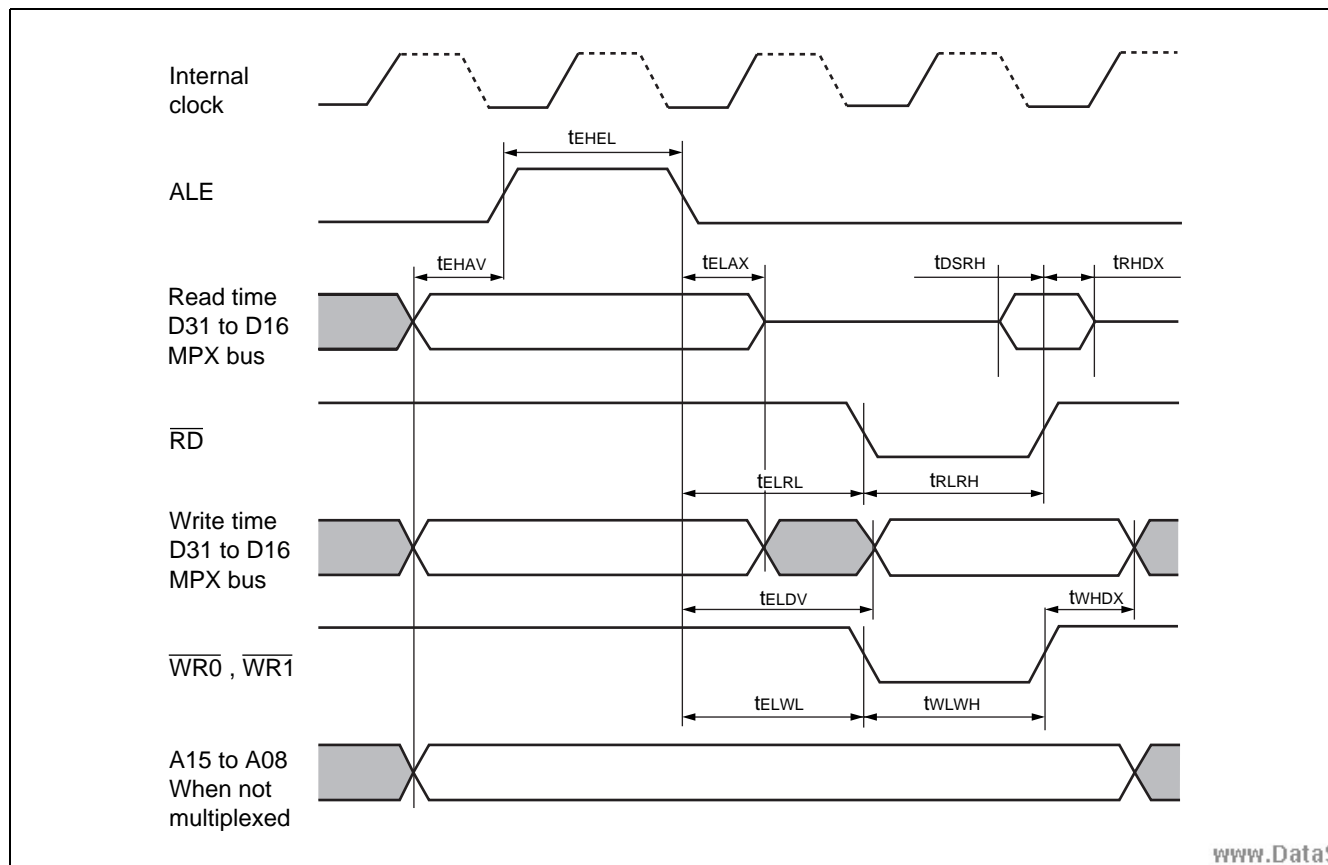 Internal
clock
tEHEL
ALE
tEHAV
tELAX
tDSRH
tRHDX
Read time
D31 to D16
MPX bus
RD
tELRL
tRLRH
Write time
D31 to D16
MPX bus
tELDV
tWHDX
WR0 , WR1
tELWL
tWLWH
A15 to A08
When not
multiplexed
www.DataS